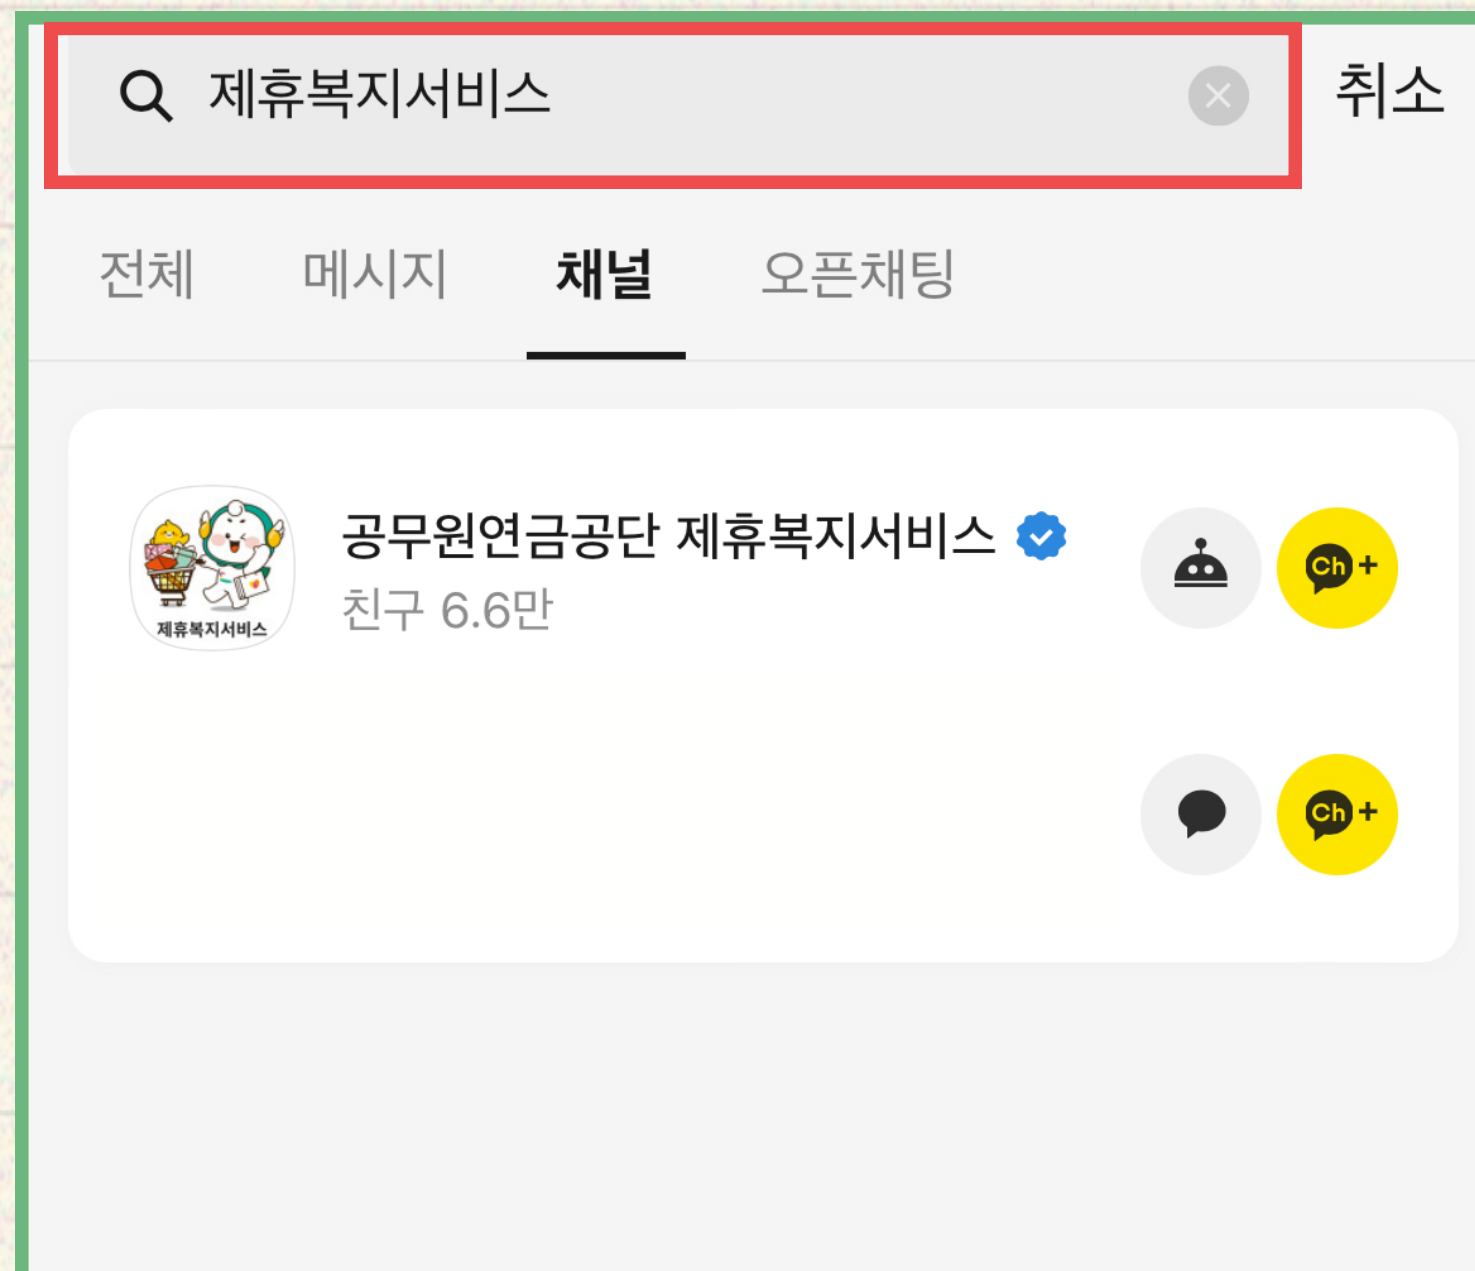 제휴복지서비스 취소
전체 메시지 채널 오픈채팅
공무원연금공단 제휴복지서비스
친구 6.6만
제휴복지서비스
Ch+
Ch+